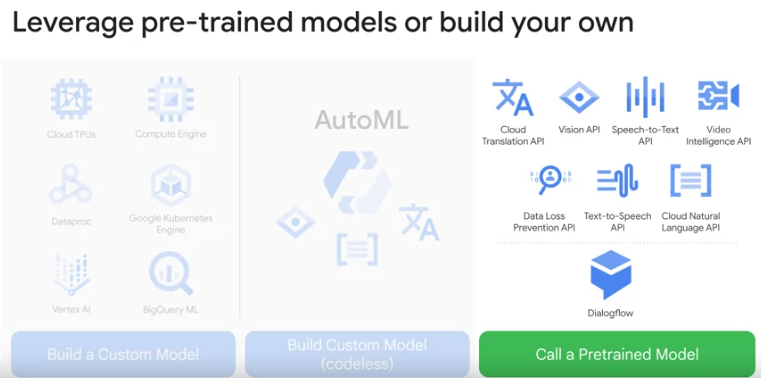 Leverage pre-trained models or build your own
Cloud TPUs
Compute Engine
Dataproc
Google Kubernetes
Engine
Vertex AI
BigQuery ML
Build a Custom Model
AutoML
Build Custom Model
(codeless)
Cloud
Translation API
Vision API
Speech-to-Text
API
Video
Intelligence API
Data Loss
Prevention API
Text-to-Speech
API
Cloud Natural
Language API
Dialogflow
Call a Pretrained Model